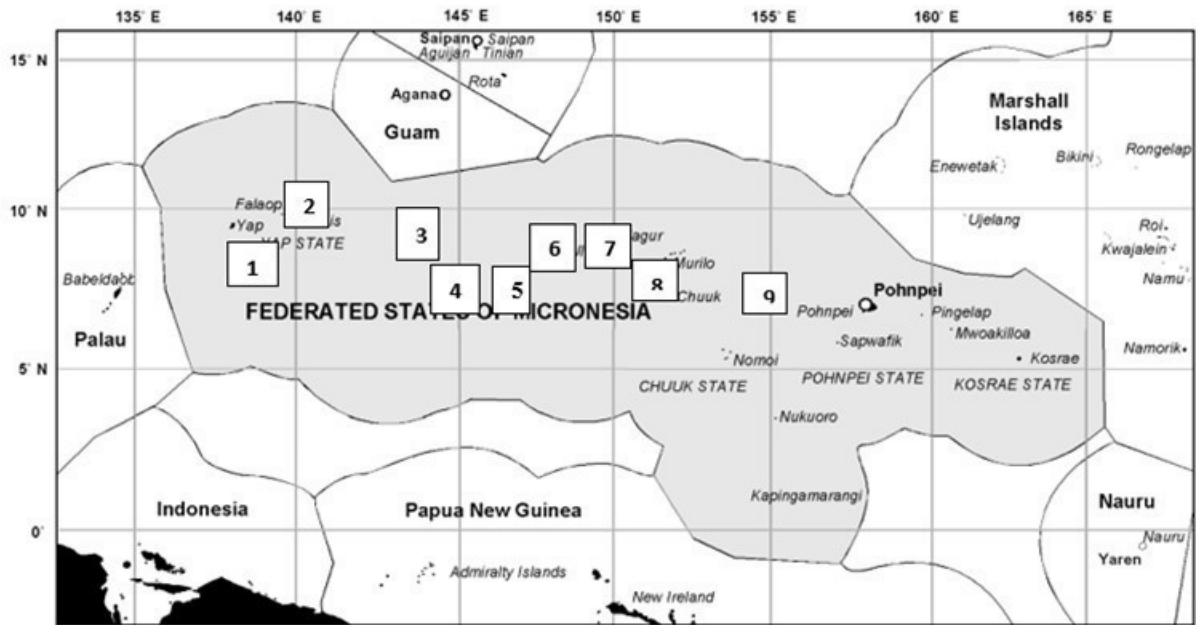 135° E 140° E 145° E 150° E 155° E 160° E 165° E
Saipan Saipan
Aguijan Tinian
15° N
Rota
Agana
Guam
Marshall
Islands
Enewetak Bikini Rongelap
10° N
Falaop 2 is
Yap
YAP STATE
3
6
7 agur
Ujelang
Roi
Kwajalein
Namu
1
4
5
8
9
Murilo
Chuuk
Babeldaob
Palau
FEDERATED STATES OF MICRONESIA
Pohnpei
Pohnpei
Pingelap
Mwoakilloa
Sapwafik
Namorik
5° N
Nomoi
Kosrae
CHUUK STATE
POHNPEI STATE
KOSRAE STATE
Nukuoro
Kapingamarangi
Indonesia
Papua New Guinea
Nauru
0°
Nauru
Yaren
Admiralty Islands
New Ireland